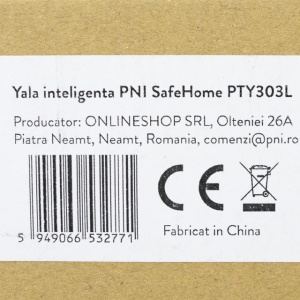 Yala inteligenta PNI SafeHome PTY303L
Producator: ONLINESHOP SRL, Olteniei 26A
Piatra Neamt, Neamt, Romania, comenzi@pni.ro
5 949066 532771
CE
Fabricat in China